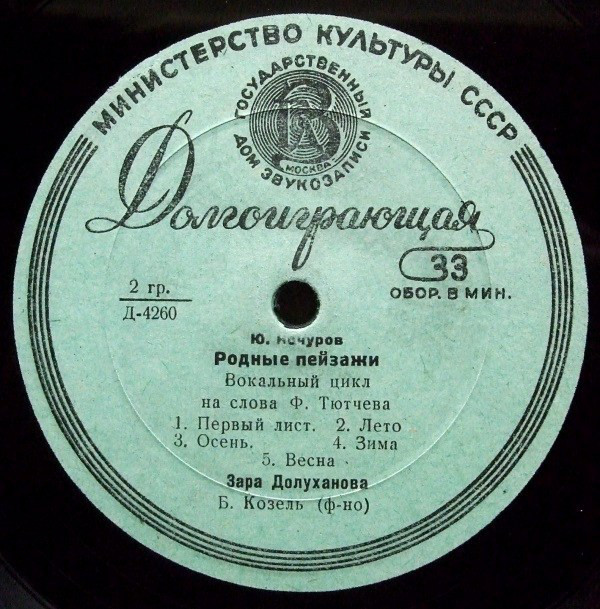 МИНИСТЕРСТВО КУЛЬТУРЫ СССР
ГОСУДАРСТВЕННЫЙ
ДОМ ЗВУКОЗАПИСИ
МОСКВА
Долгоиграющая
33
ОБОР. В МИН.
2 гр.
Д-4260
Ю. Кочуров
Родные пейзажи
Вокальный цикл
на слова Ф. Тютчева
1. Первый лист. 2. Лето
3. Осень. 4. Зима
5. Весна
Зара Долуханова
Б. Козель (ф-но)